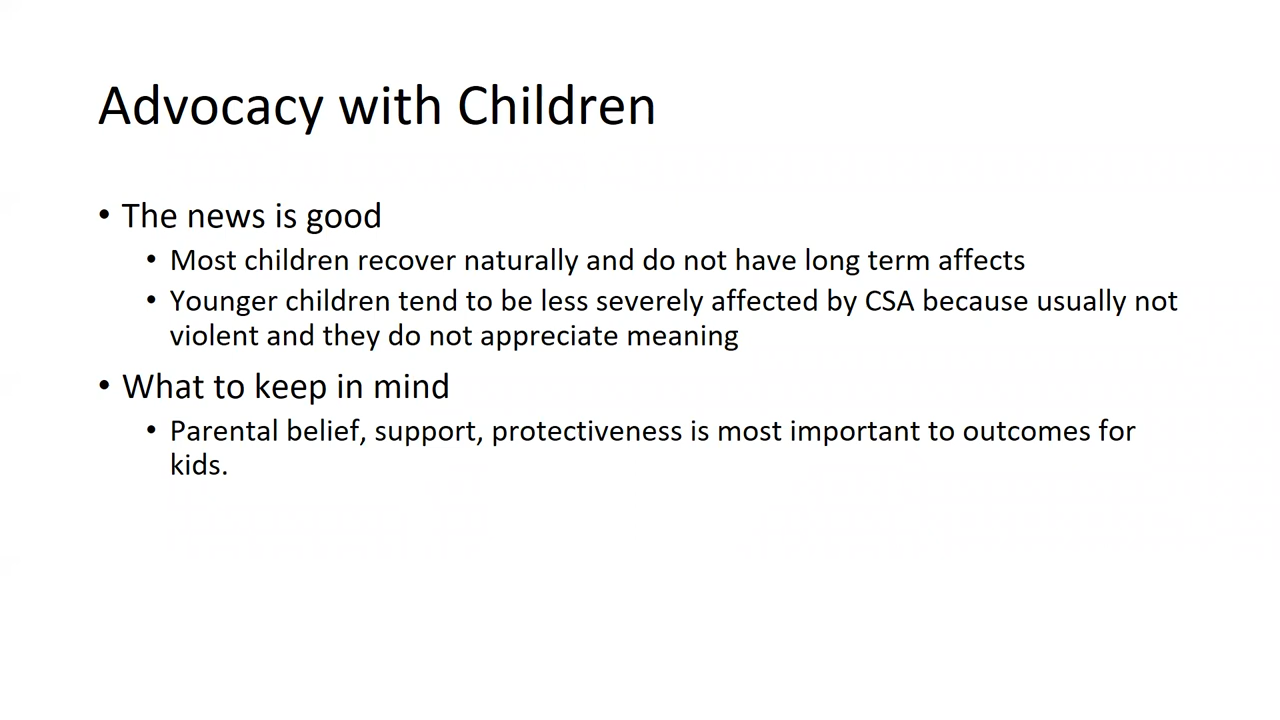 Advocacy with Children
• The news is good
• Most children recover naturally and do not have long term affects
• Younger children tend to be less severely affected by CSA because usually not
violent and they do not appreciate meaning
• What to keep in mind
• Parental belief, support, protectiveness is most important to outcomes for
kids.